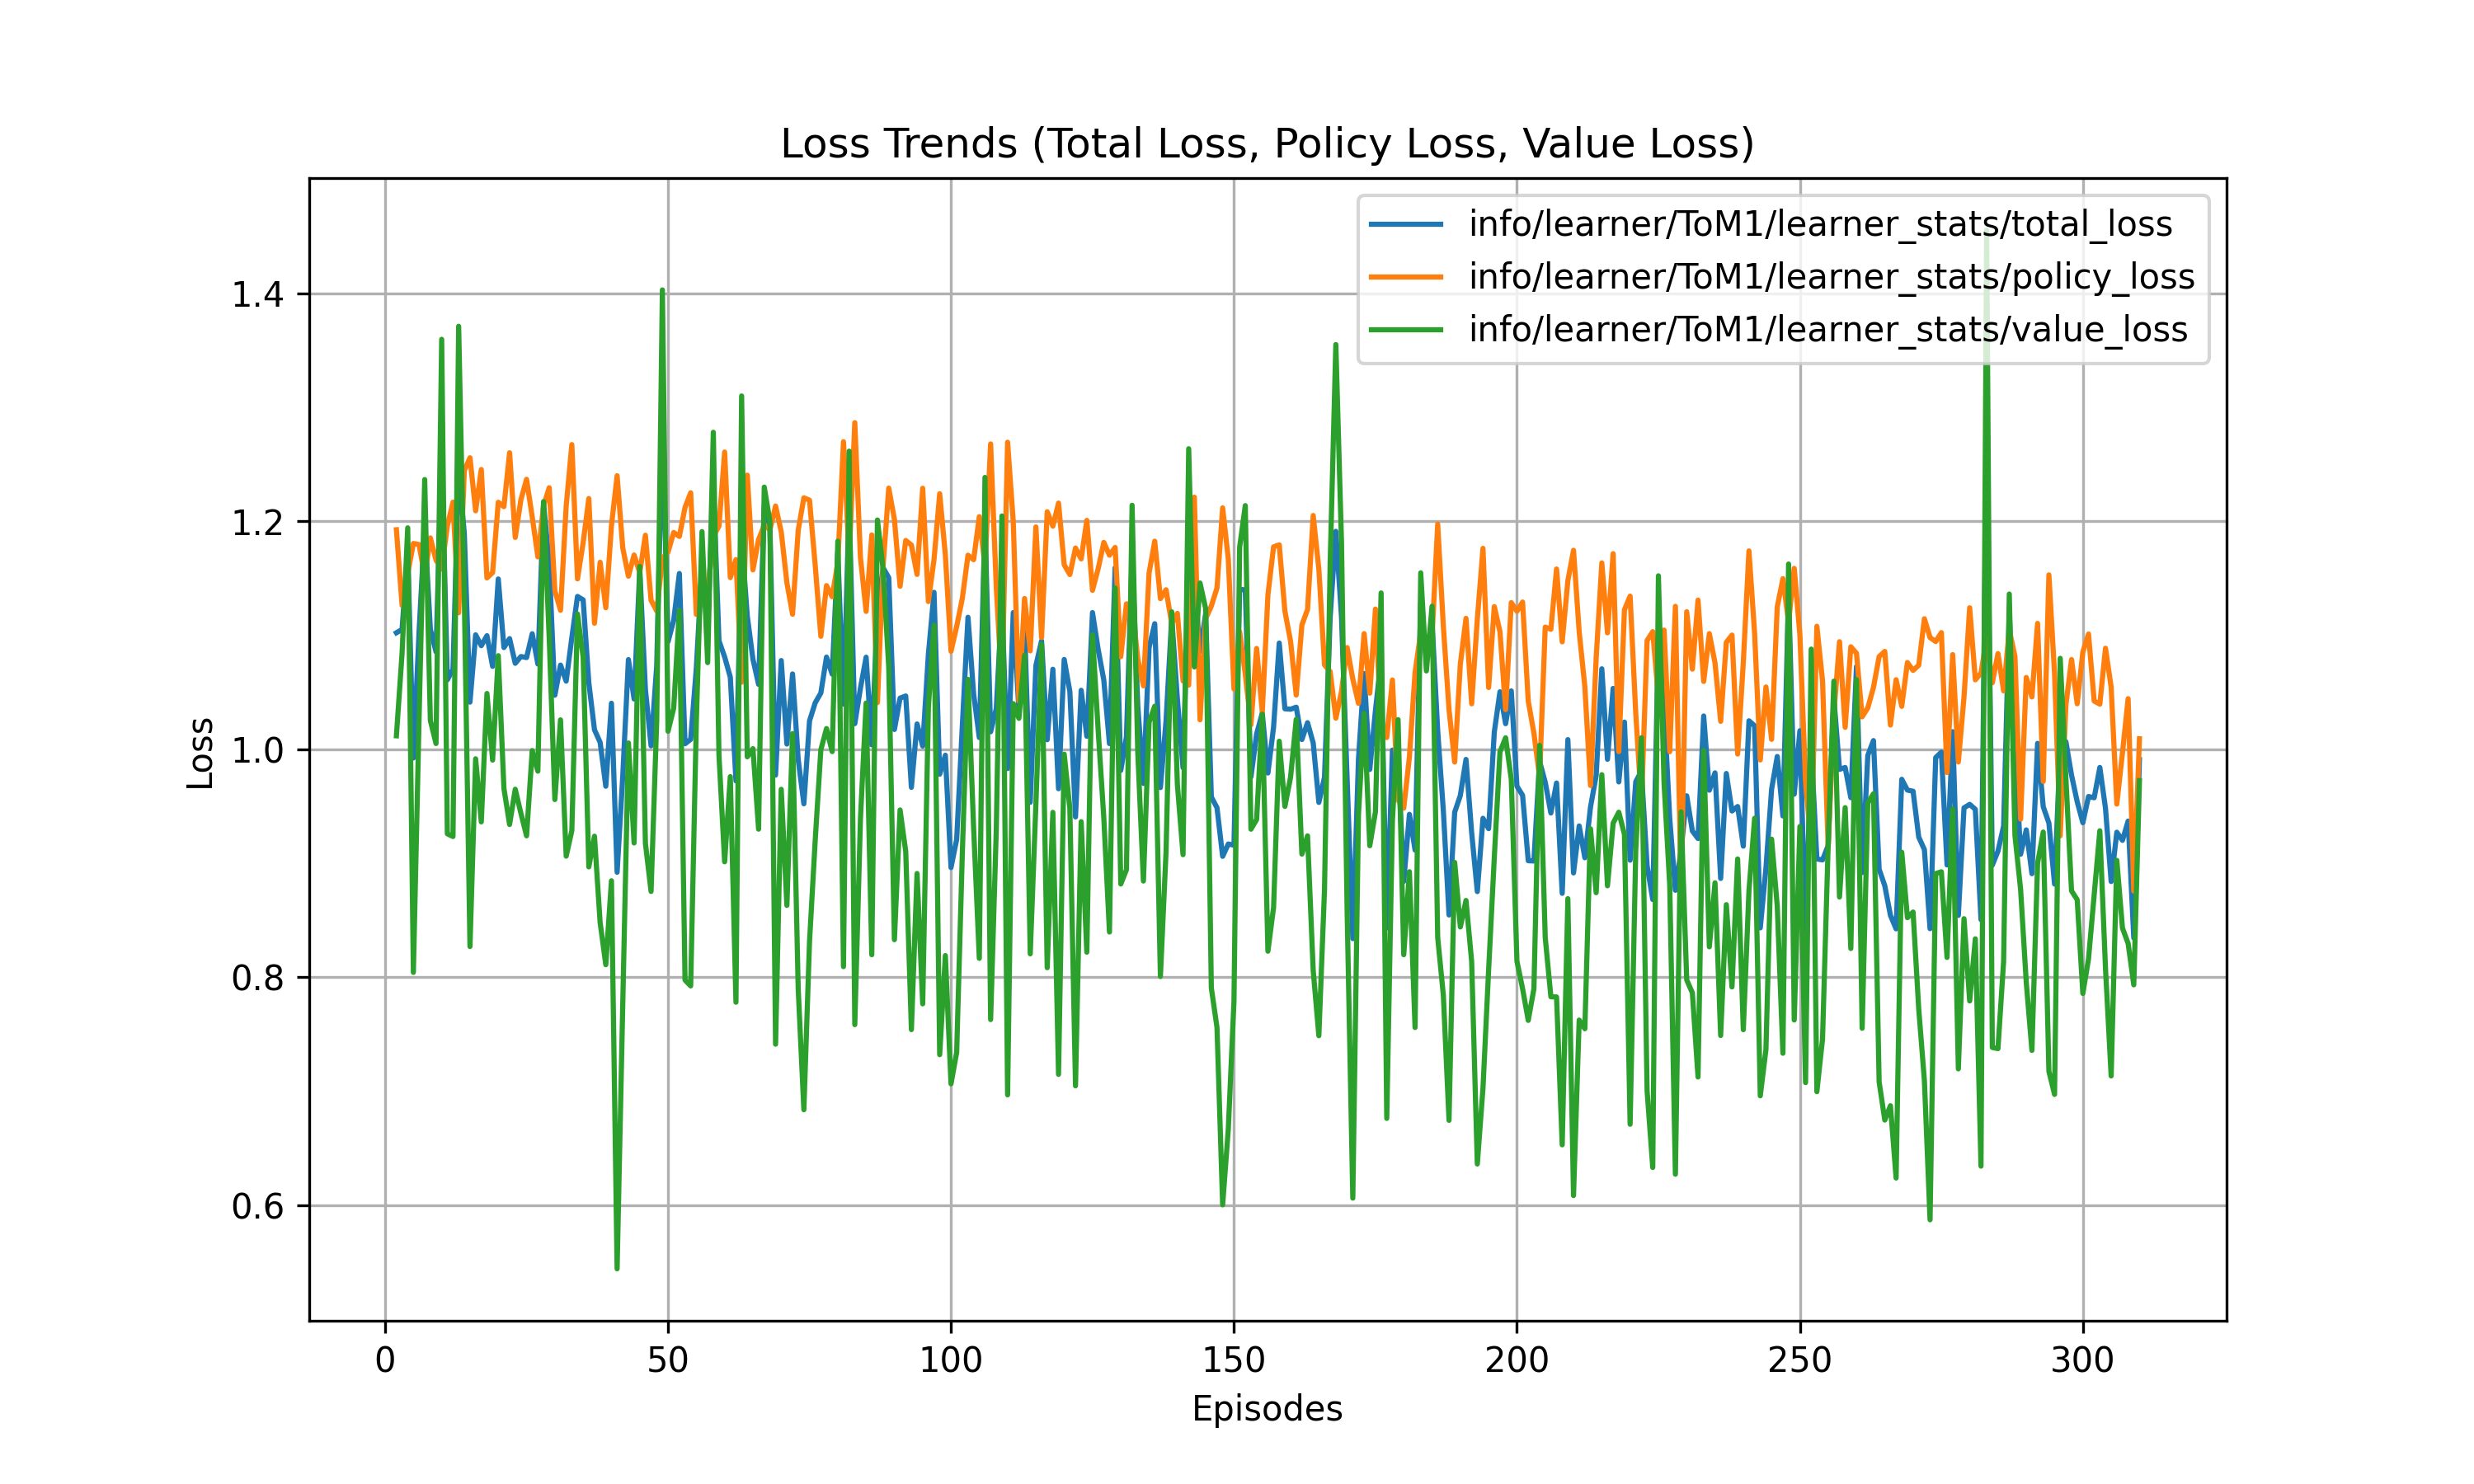 Loss Trends (Total Loss, Policy Loss, Value Loss)
info/learner/ToM1/learner_stats/total_loss
info/learner/ToM1/learner_stats/policy_loss
info/learner/ToM1/learner_stats/value_loss
1.4
1.2
1.0
0.8
0.6
Loss
0 50 100 150 200 250 300
Episodes